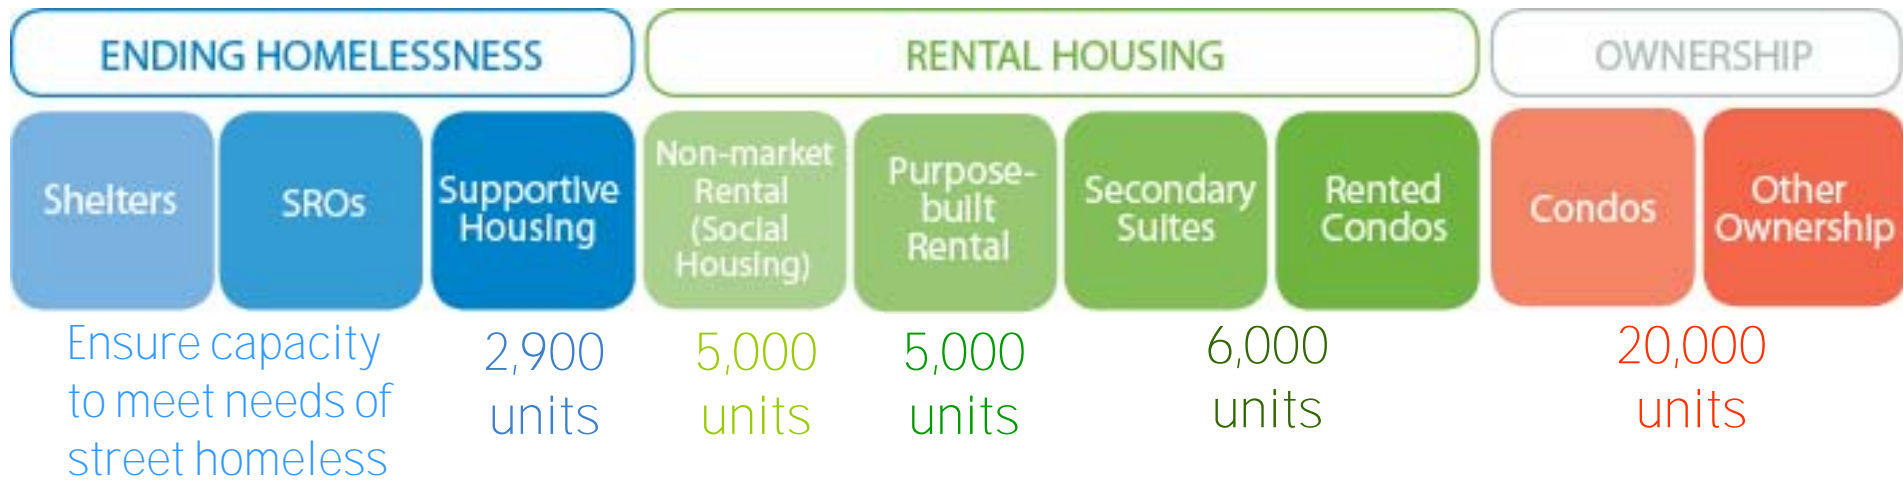 ENDING HOMELESSNESS
RENTAL HOUSING
OWNERSHIP
Shelters
SROs
Supportive
Housing
Non-market
Rental
(Social
Housing)
Purpose-
built
Rental
Secondary
Suites
Rented
Condos
Condos
Other
Ownership
Ensure capacity
to meet needs of
street homeless
2,900
units
5,000
units
5,000
units
6,000
units
20,000
units